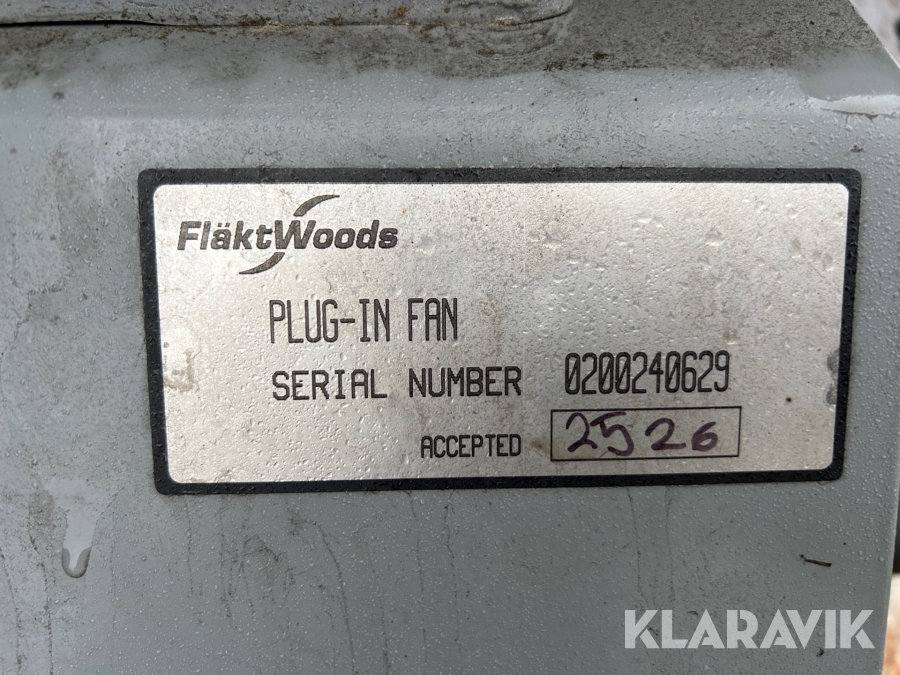 FläktWoods
PLUG-IN FAN
SERIAL NUMBER 0200240629
ACCEPTED 2526
KLARAVIK